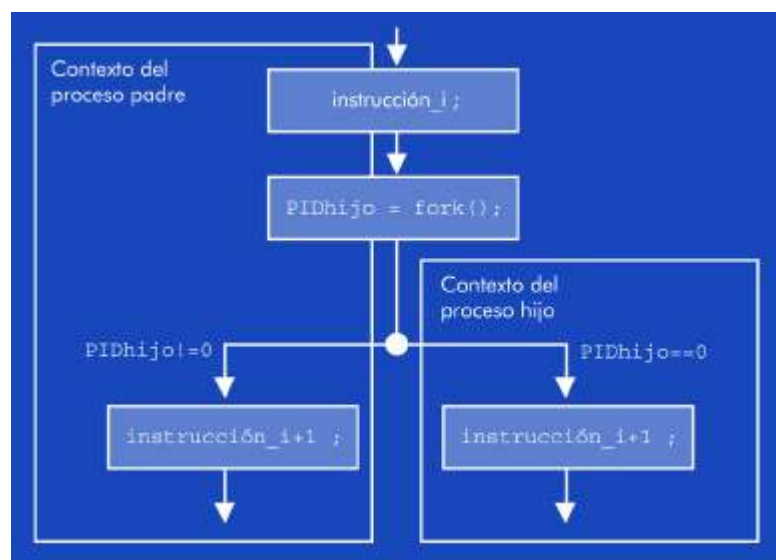 Contexto del
proceso padre
instrucción_i ;
PIDhijo = fork();
Contexto del
proceso hijo
PIDhijo!=0
PIDhijo==0
instrucción_i+1 ;
instrucción_i+1 ;